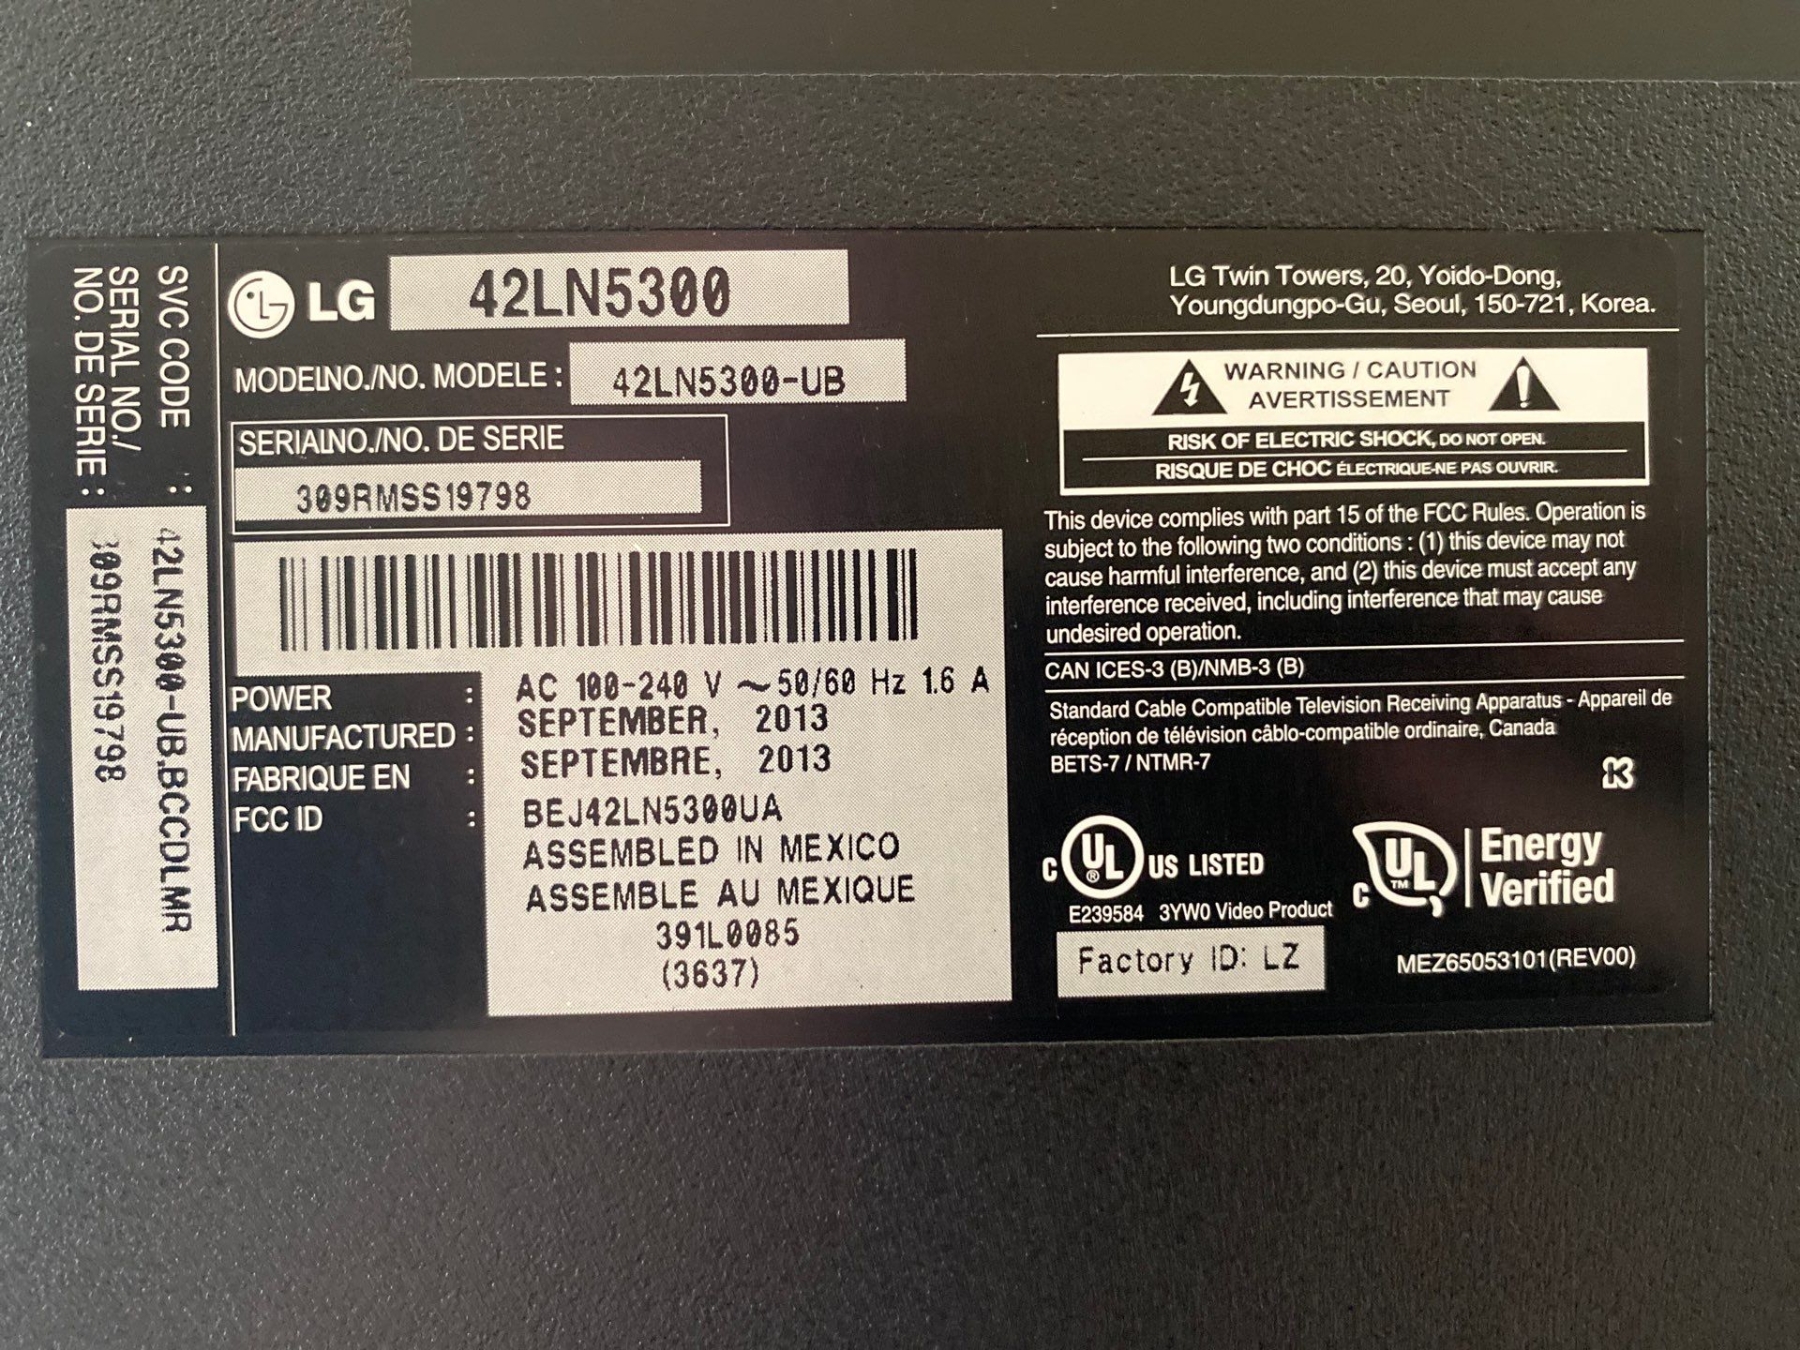 SVC CODE : 42LN5300-UB.BCCDLMR
SERIAL NO./
NO. DE SERIE : 309RMSS19798
LG 42LN5300
MODELNO./NO. MODELE : 42LN5300-UB
SERIALNO./NO. DE SERIE
309RMSS19798
POWER : AC 100-240 V ~50/60 Hz 1.6 A
MANUFACTURED : SEPTEMBER, 2013
FABRIQUE EN : SEPTEMBRE, 2013
FCC ID : BEJ42LN5300UA
ASSEMBLED IN MEXICO
ASSEMBLE AU MEXIQUE
391L0085
(3637)
LG Twin Towers, 20, Yoido-Dong,
Youngdungpo-Gu, Seoul, 150-721, Korea.
WARNING / CAUTION
AVERTISSEMENT
RISK OF ELECTRIC SHOCK, DO NOT OPEN.
RISQUE DE CHOC ÉLECTRIQUE-NE PAS OUVRIR.
This device complies with part 15 of the FCC Rules. Operation is
subject to the following two conditions : (1) this device may not
cause harmful interference, and (2) this device must accept any
interference received, including interference that may cause
undesired operation.
CAN ICES-3 (B)/NMB-3 (B)
Standard Cable Compatible Television Receiving Apparatus - Appareil de
réception de télévision câblo-compatible ordinaire, Canada
BETS-7 / NTMR-7
C UL ® US LISTED
E239584 3YW0 Video Product
Factory ID: LZ
C UL TM Energy
Verified
MEZ65053101(REV00)